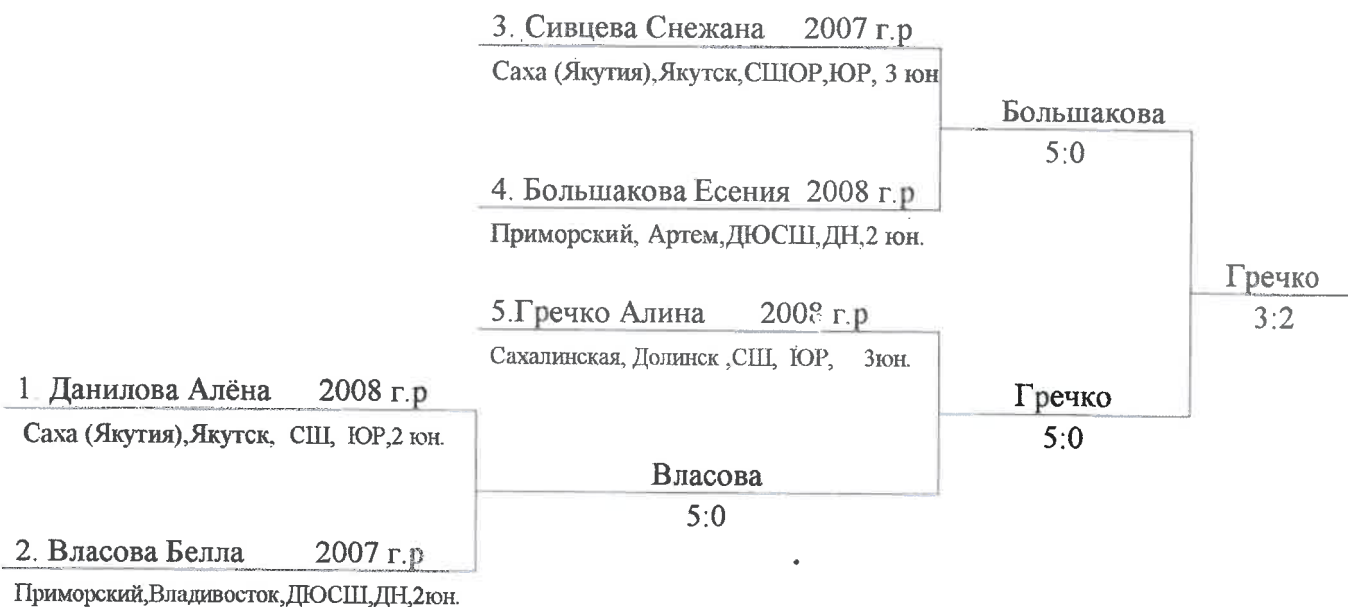 3. Сивцева Снежана 2007 г.р
Саха (Якутия),Якутск,СШОР,ЮР, 3 юн
Большакова
5:0
4. Большакова Есения 2008 г.р
Приморский, Артем,ДЮСШ,ДН,2 юн.
Гречко
3:2
5.Гречко Алина 2008 г.р
Сахалинская, Долинск ,СШ, ЮР, 3юн.
1 Данилова Алёна 2008 г.р
Саха (Якутия),Якутск, СШ, ЮР,2 юн.
Гречко
5:0
Власова
5:0
2. Власова Белла 2007 г.р
Приморский,Владивосток,ДЮСШ,ДН,2юн.